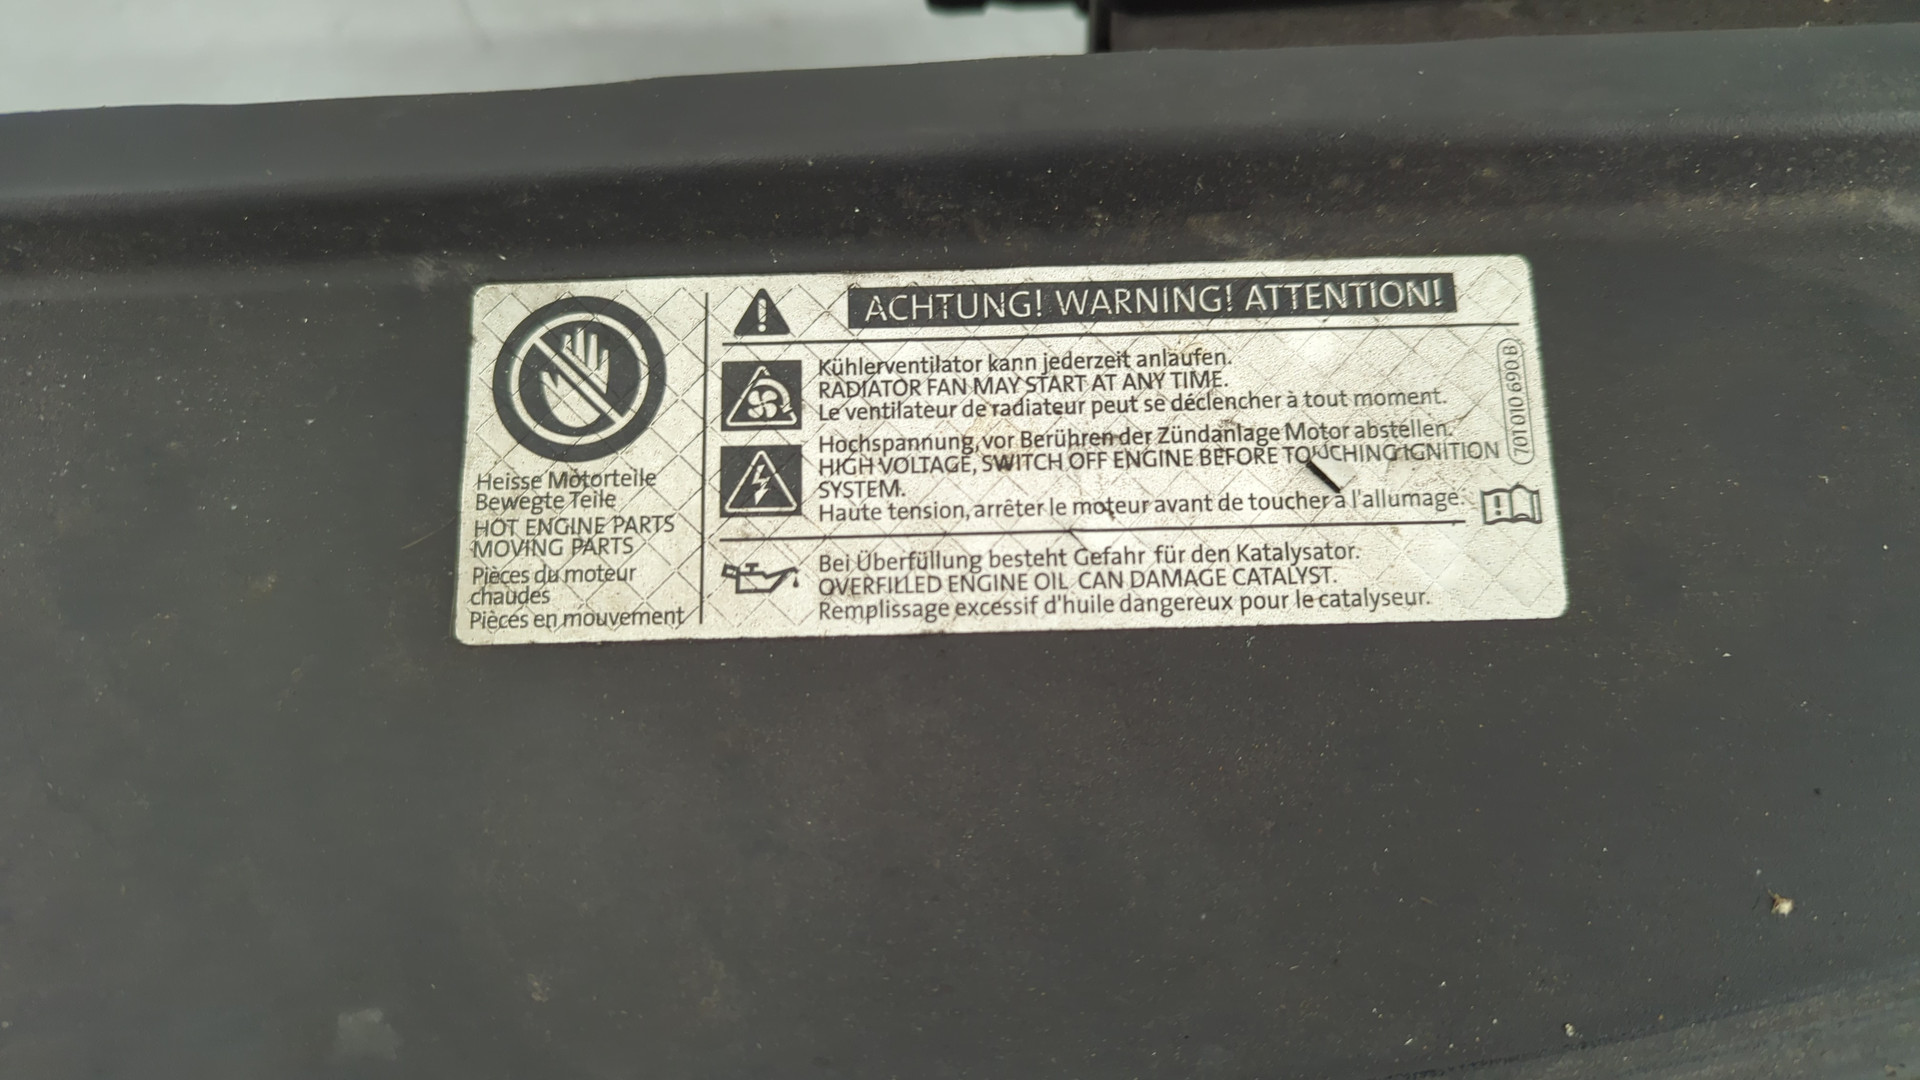 ACHTUNG! WARNING! ATTENTION!
Heisse Motorteile
Bewegte Teile
HOT ENGINE PARTS
MOVING PARTS
Pièces du moteur
chaudes
Pièces en mouvement
Kühlerventilator kann jederzeit anlaufen.
RADIATOR FAN MAY START AT ANY TIME.
Le ventilateur de radiateur peut se déclencher à tout moment.
Hochspannung, vor Berühren der Zündanlage Motor abstellen.
HIGH VOLTAGE, SWITCH OFF ENGINE BEFORE TOUCHING IGNITION
SYSTEM.
Haute tension, arrêter le moteur avant de toucher à l'allumage.
Bei Überfüllung besteht Gefahr für den Katalysator.
OVERFILLED ENGINE OIL CAN DAMAGE CATALYST.
Remplissage excessif d'huile dangereux pour le catalyseur.
7O1 010 690 B